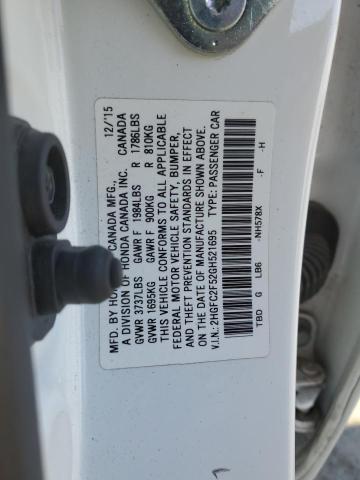 MFD. BY HONDA CANADA MFG., 12/'15
A DIVISION OF HONDA CANADA INC. CANADA
GVWR 3737LBS GAWR F 1984LBS R 1786LBS
GVWR 1695KG GAWR F 900KG R 810KG
THIS VEHICLE CONFORMS TO ALL APPLICABLE
FEDERAL MOTOR VEHICLE SAFETY, BUMPER,
AND THEFT PREVENTION STANDARDS IN EFFECT
ON THE DATE OF MANUFACTURE SHOWN ABOVE.
V.I.N.: 2HGFC2F52GH521695 TYPE: PASSENGER CAR
TBD G LB6 -NH578X -F -H